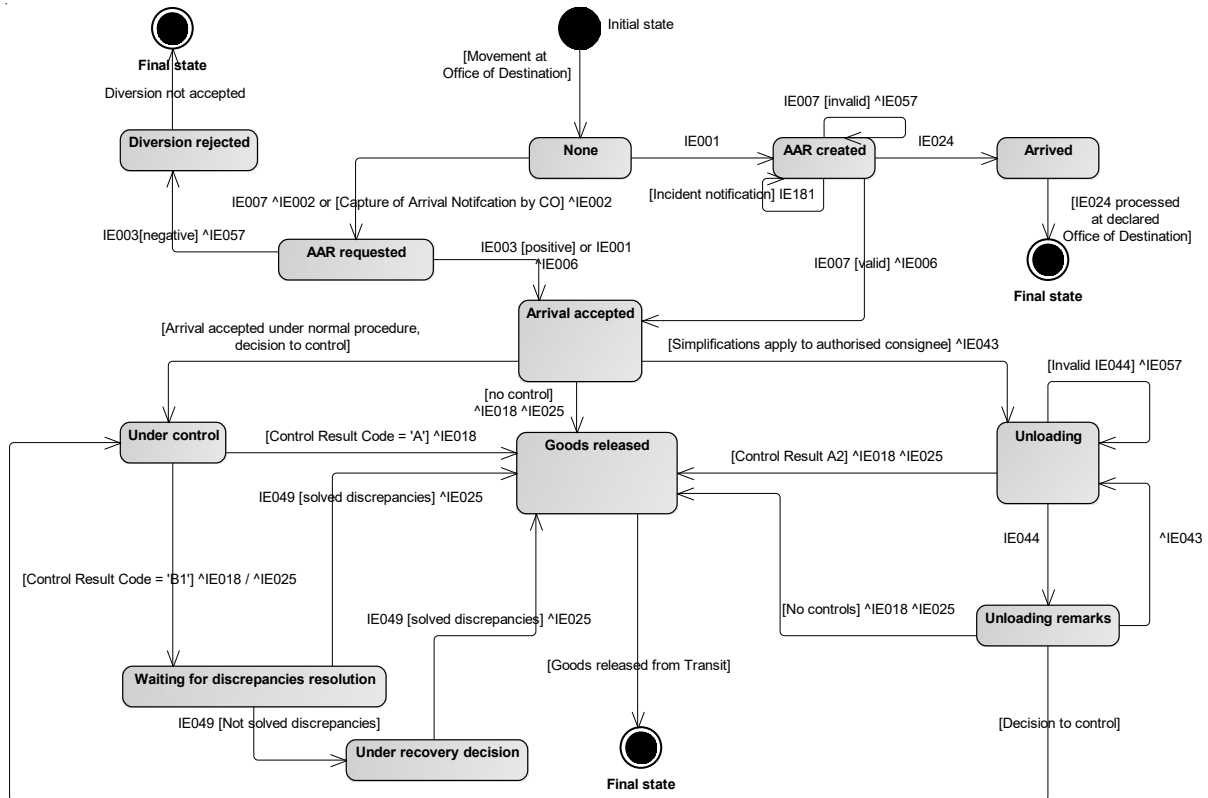 Initial state
[Movement at
Office of Destination]
Final state
Diversion not accepted
IE007 [invalid] ^IE057
Diversion rejected
None
IE001
AAR created
IE024
Arrived
[Incident notification] IE181
IE007 ^IE002 or [Capture of Arrival Notifcation by CO] ^IE002
[IE024 processed
at declared
Office of Destination]
IE003[negative] ^IE057
AAR requested
IE003 [positive] or IE001
^IE006
IE007 [valid] ^IE006
Final state
Arrival accepted
[Arrival accepted under normal procedure,
decision to control]
[Simplifications apply to authorised consignee] ^IE043
[Invalid IE044] ^IE057
[no control]
^IE018 ^IE025
Under control
[Control Result Code = 'A'] ^IE018
Goods released
Unloading
[Control Result A2] ^IE018 ^IE025
IE049 [solved discrepancies] ^IE025
IE044
^IE043
[Control Result Code = 'B1'] ^IE018 / ^IE025
[No controls] ^IE018 ^IE025
Unloading remarks
IE049 [solved discrepancies] ^IE025
[Goods released from Transit]
Waiting for discrepancies resolution
IE049 [Not solved discrepancies]
[Decision to control]
Under recovery decision
Final state